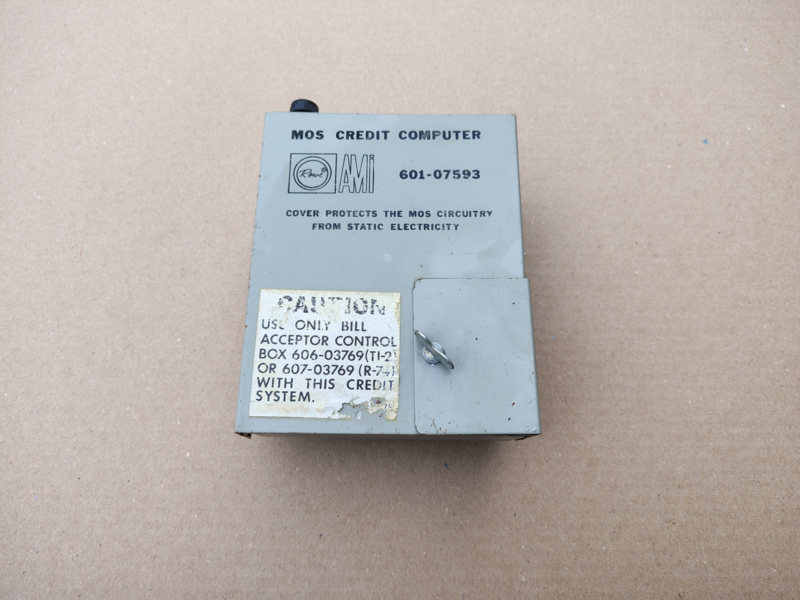 MOS CREDIT COMPUTER
Rowe AMi 601-07593
COVER PROTECTS THE MOS CIRCUITRY
FROM STATIC ELECTRICITY
CAUTION
USE ONLY BILL
ACCEPTOR CONTROL
BOX 606-03769 (TI-2)
OR 607-03769 (R-74)
WITH THIS CREDIT
SYSTEM.